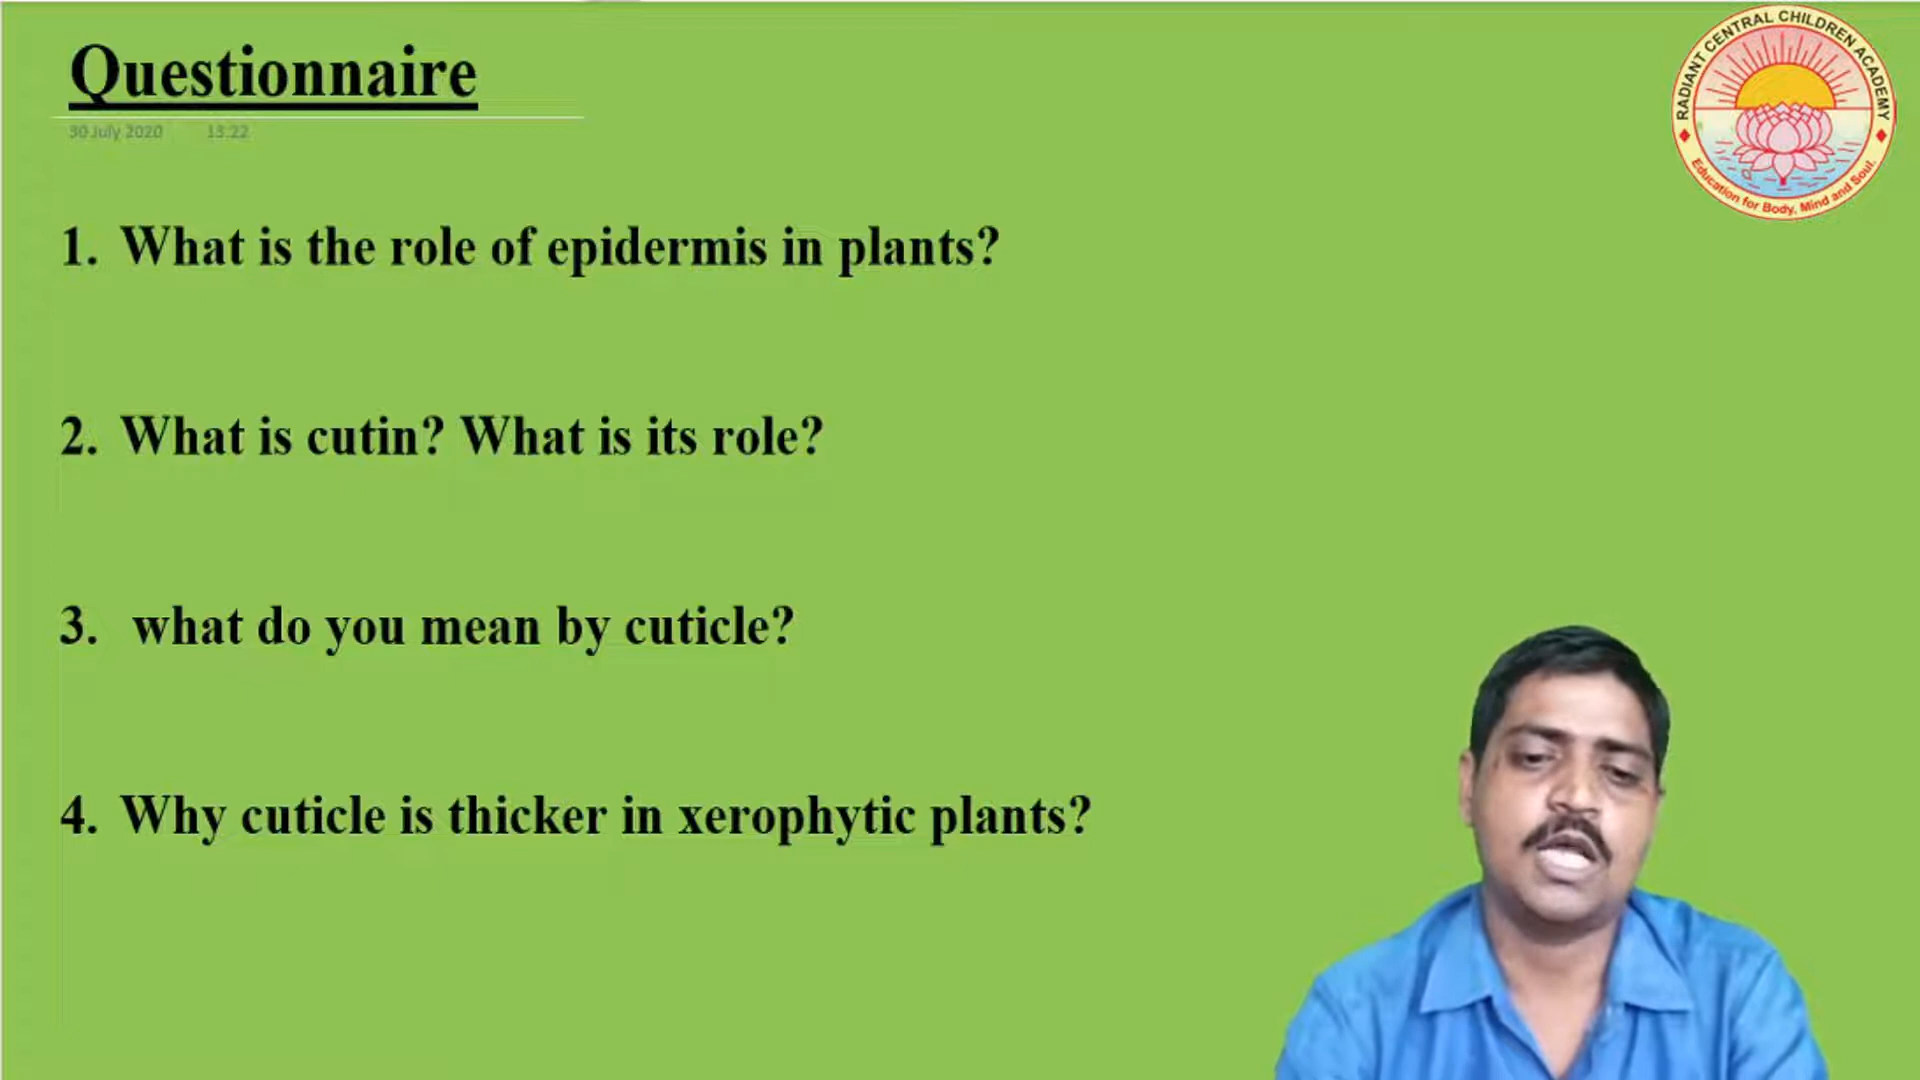 Questionnaire
30 July 2020 13:22
RADIANT CENTRAL CHILDREN ACADEMY
Education for Body, Mind and Soul.
1. What is the role of epidermis in plants?
2. What is cutin? What is its role?
3. what do you mean by cuticle?
4. Why cuticle is thicker in xerophytic plants?